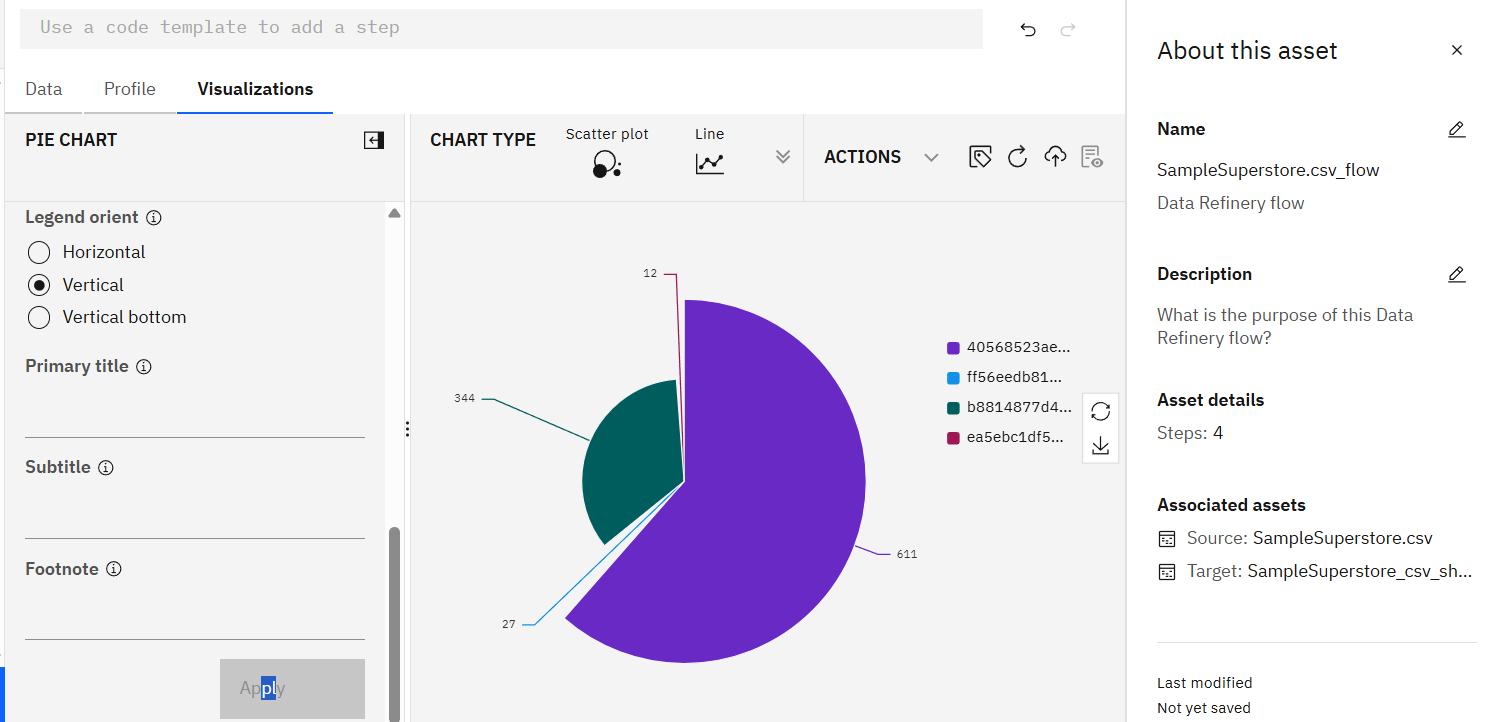 Use a code template to add a step
Data
Profile
Visualizations
PIE CHART
CHART TYPE
Scatter plot
Line
ACTIONS
Legend orient
Horizontal
Vertical
Vertical bottom
Primary title
Subtitle
Footnote
Apply
12
344
27
611
40568523ae...
ff56eedb81...
b8814877d4...
ea5ebc1df5...
About this asset
Name
SampleSuperstore.csv_flow
Data Refinery flow
Description
What is the purpose of this Data
Refinery flow?
Asset details
Steps: 4
Associated assets
Source: SampleSuperstore.csv
Target: SampleSuperstore_csv_sh...
Last modified
Not yet saved